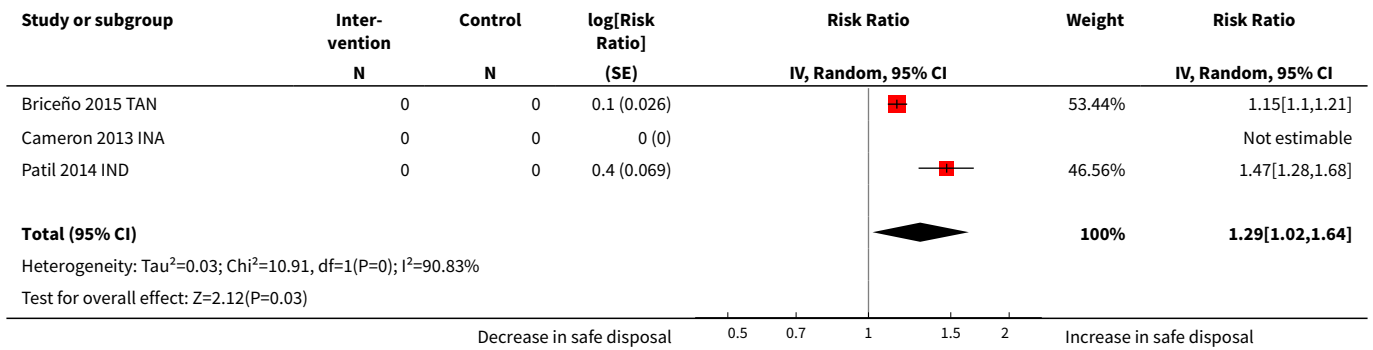 Study or subgroup Inter- Control log[Risk Risk Ratio Weight Risk Ratio
vention Ratio]
N N (SE) IV, Random, 95% CI IV, Random, 95% CI
Briceño 2015 TAN 0 0 0.1 (0.026) 53.44% 1.15[1.1,1.21]
Cameron 2013 INA 0 0 0 (0) Not estimable
Patil 2014 IND 0 0 0.4 (0.069) 46.56% 1.47[1.28,1.68]
Total (95% CI) 100% 1.29[1.02,1.64]
Heterogeneity: Tau²=0.03; Chi²=10.91, df=1(P=0); I²=90.83%
Test for overall effect: Z=2.12(P=0.03)
Decrease in safe disposal 0.5 0.7 1 1.5 2 Increase in safe disposal